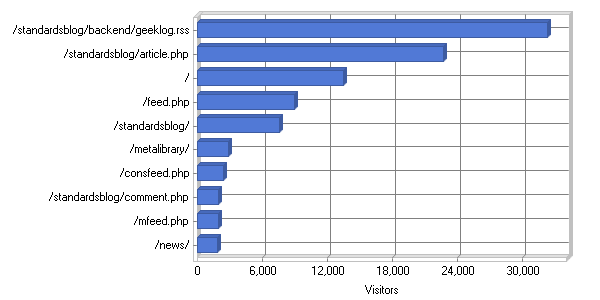 /standardsblog/backend/geeklog.rss
/standardsblog/article.php
/
/feed.php
/standardsblog/
/metalibrary/
/consfeed.php
/standardsblog/comment.php
/mfeed.php
/news/
0 6,000 12,000 18,000 24,000 30,000
Visitors